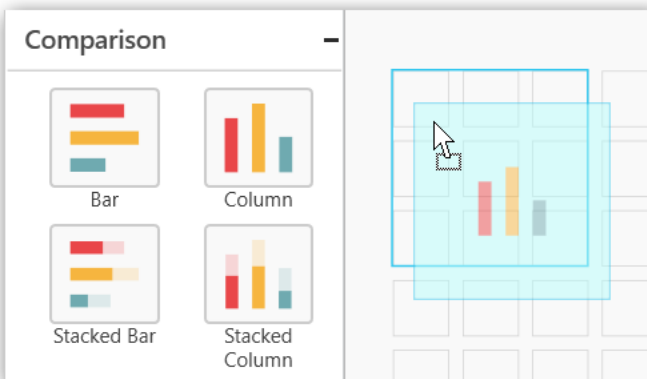 Comparison
Bar
Column
Stacked Bar
Stacked
Column